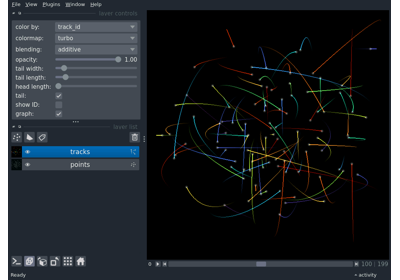 File View Plugins Window Help
layer controls
color by: track_id
colormap: turbo
blending: additive
opacity: 1.00
tail width:
tail length:
head length:
tail:
show ID:
graph:
layer list
tracks
points
0 100 199
Ready activity